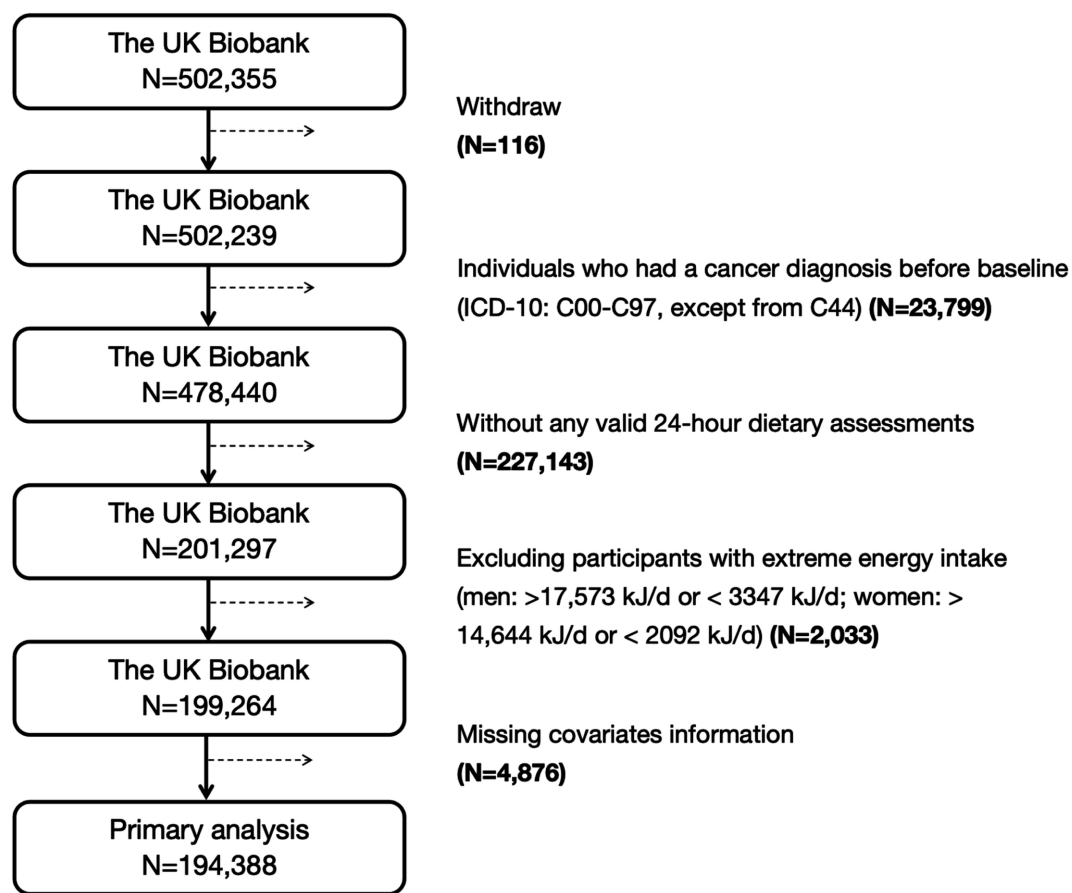 The UK Biobank
N=502,355
Withdraw
(N=116)
The UK Biobank
N=502,239
Individuals who had a cancer diagnosis before baseline
(ICD-10: C00-C97, except from C44) (N=23,799)
The UK Biobank
N=478,440
Without any valid 24-hour dietary assessments
(N=227,143)
The UK Biobank
N=201,297
Excluding participants with extreme energy intake
(men: >17,573 kJ/d or < 3347 kJ/d; women: >
14,644 kJ/d or < 2092 kJ/d) (N=2,033)
The UK Biobank
N=199,264
Missing covariates information
(N=4,876)
Primary analysis
N=194,388